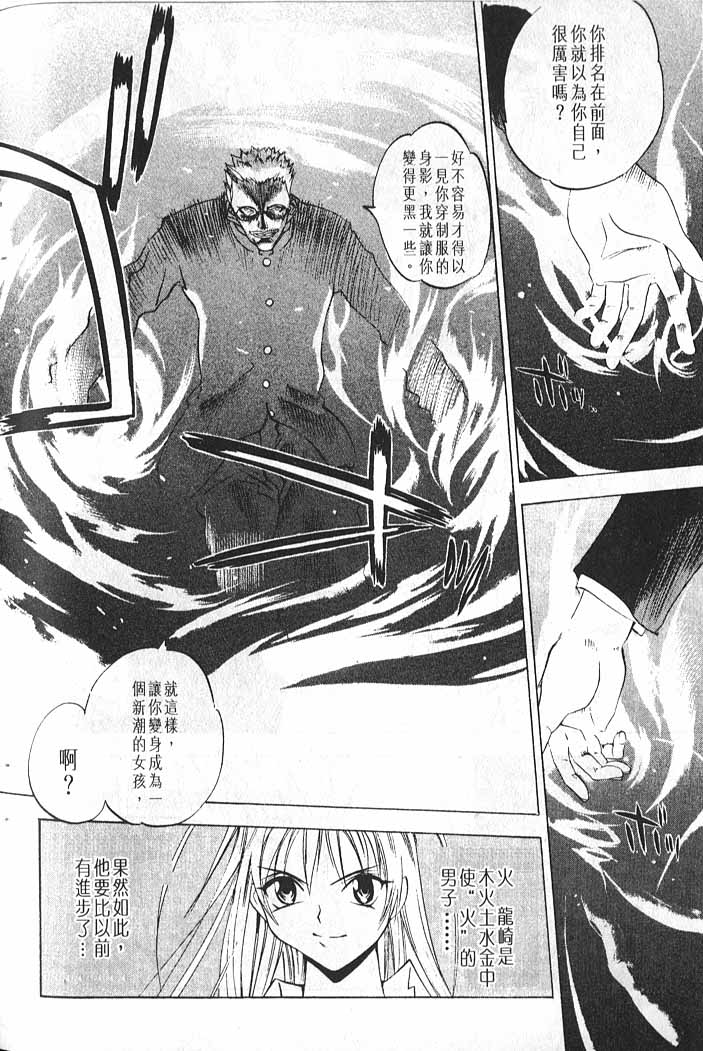 你排名在前面，
你就以為你自己
很厲害嗎？
ボッ
ボッ
好不容易才得以
一見你穿制服的
身影，我就讓你
變得更黑一些。
就這樣，
讓你變身成為一
個新潮的女孩，
啊？
火 龍崎是
木火土水金中
使“火”的
男子……
果然如此，
他要比以前
有進步了…